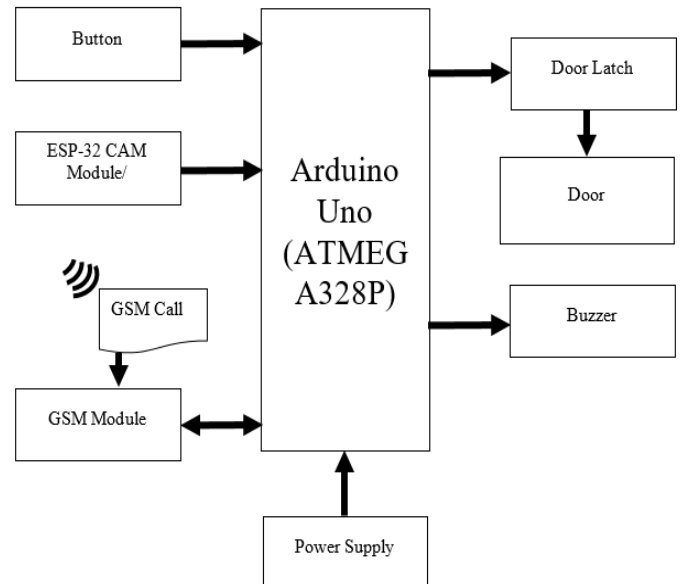 Button
Door Latch
ESP-32 CAM
Module/
Arduino
Uno
(ATMEG
A328P)
Door
GSM Call
Buzzer
GSM Module
Power Supply